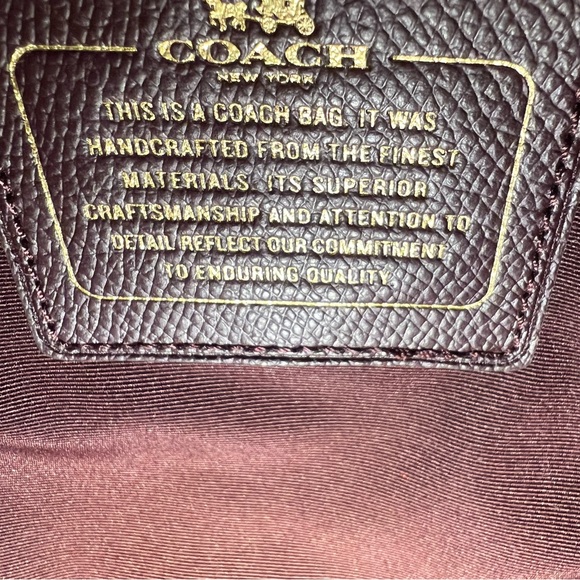 COACH
NEW YORK
THIS IS A COACH BAG. IT WAS
HANDCRAFTED FROM THE FINEST
MATERIALS. ITS SUPERIOR
CRAFTSMANSHIP AND ATTENTION TO
DETAIL REFLECT OUR COMMITMENT
TO ENDURING QUALITY.